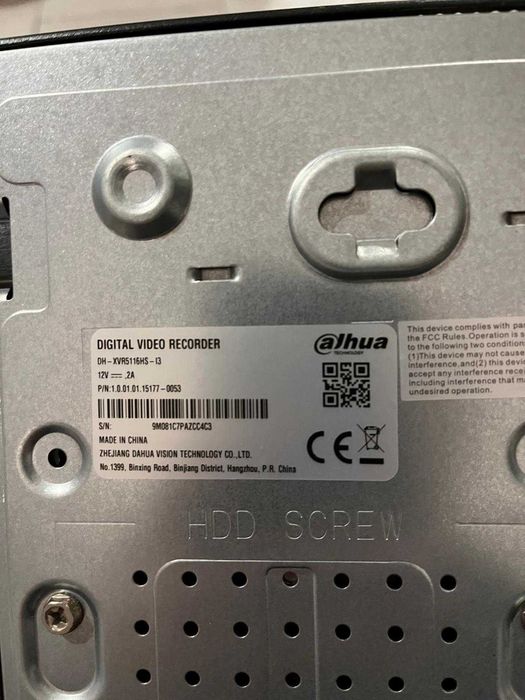 DIGITAL VIDEO RECORDER
DH-XVR5116HS-I3
12V ⎓, 2A
P/N:1.0.01.01.15177-0053
S/N: 9M081C7PAZCC4C3
MADE IN CHINA
ZHEJIANG DAHUA VISION TECHNOLOGY CO.,LTD.
No.1399, Binxing Road, Binjiang District, Hangzhou, P.R. China
alhua
TECHNOLOGY
CE
This device complies with par
the FCC Rules.Operation is s
to the following two condition
(1)This device may not cause
interference,and(2) this devic
accept any interference rece
including interference that m
undesired operation.
HDD SCREW